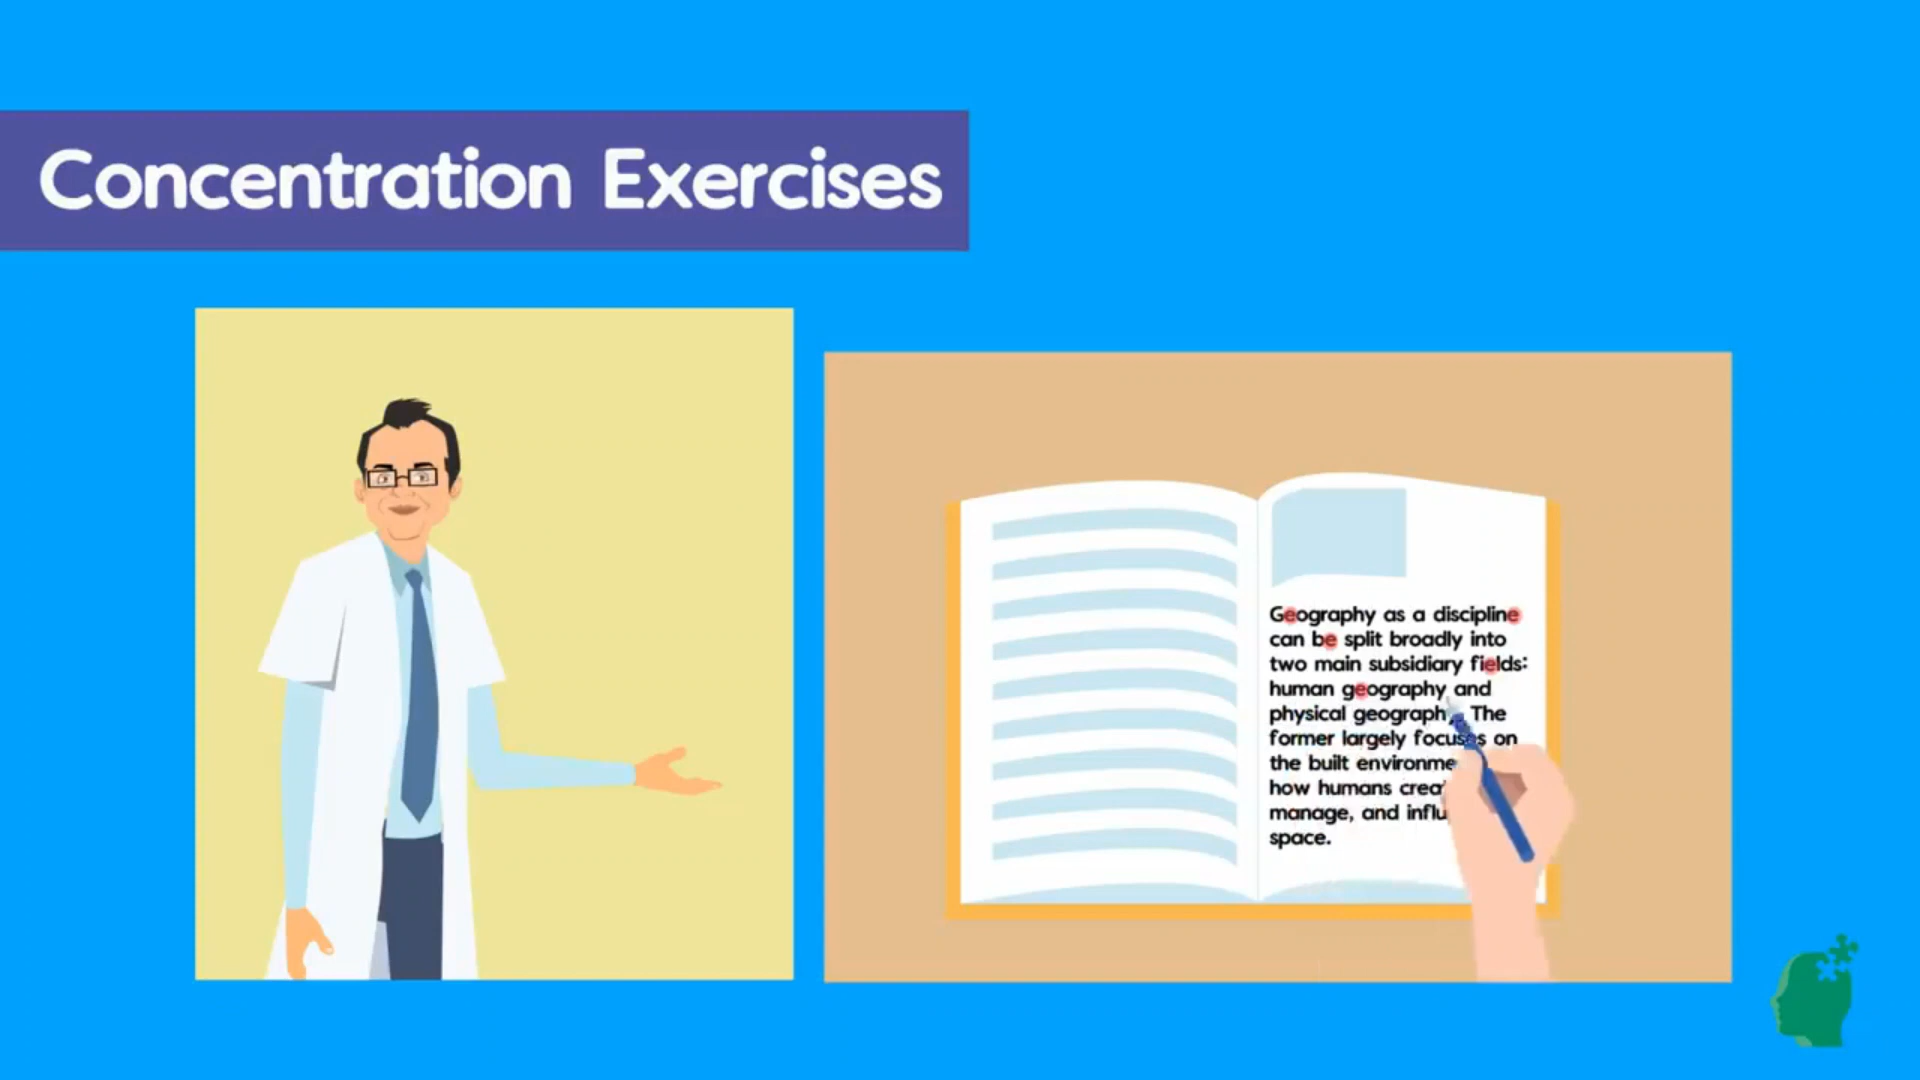 Concentration Exercises
Geography as a discipline
can be split broadly into
two main subsidiary fields:
human geography and
physical The
former largely focuses on
the built
how humans
manage, and
space.